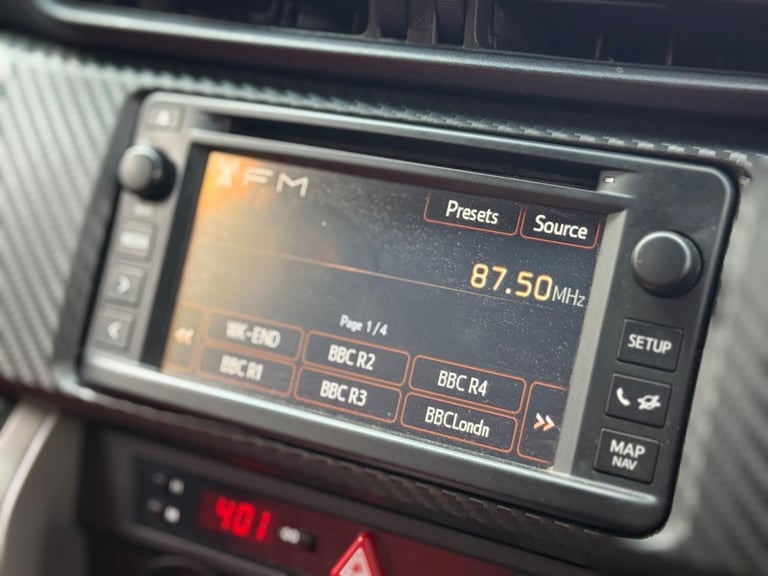 FM
Presets
Source
87.50MHz
Page 1/4
WK-END
BBC R2
BBC R4
BBC R1
BBC R3
BBCLondn
SETUP
MAP
NAV
401